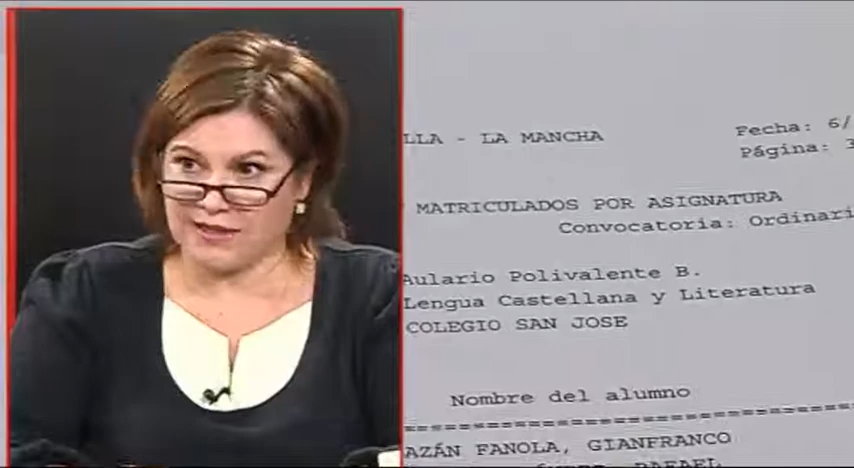 LLA - LA MANCHA
Fecha: 6/
Página: 3
MATRICULADOS POR ASIGNATURA
Convocatoria: Ordinari
Aulario Polivalente B.
Lengua Castellana y Literatura
COLEGIO SAN JOSE
Nombre del alumno
AZÁN FANOLA, GIANFRANCO
RAFAEL